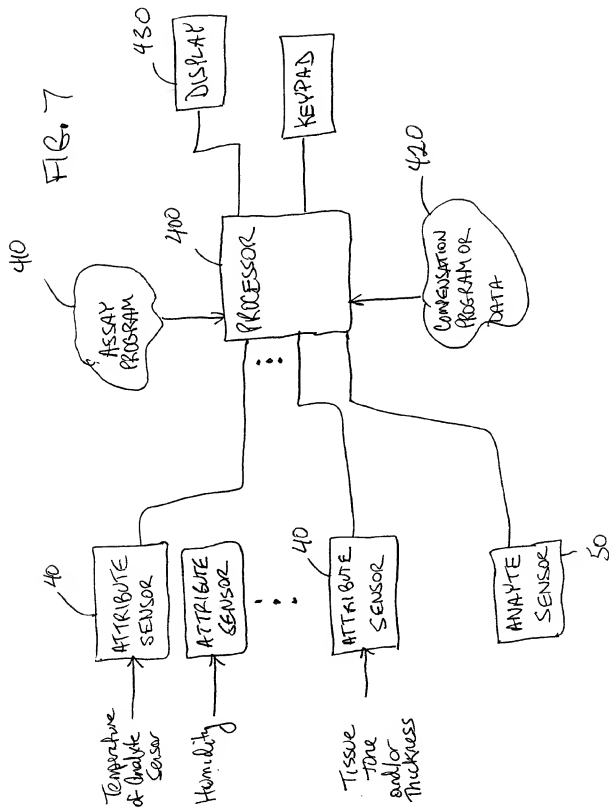 FIG. 7
410
ASSAY
PROGRAM
400
PROCESSOR
430
DISPLAY
KEYPAD
420
COMPENSATION
PROGRAM OR
DATA
Temperature
of Analyte
Sensor
40
ATTRIBUTE
SENSOR
Humidity
ATTRIBUTE
SENSOR
Tissue
Tone
and/or
Thickness
40
ATTRIBUTE
SENSOR
ANALYTE
SENSOR
50